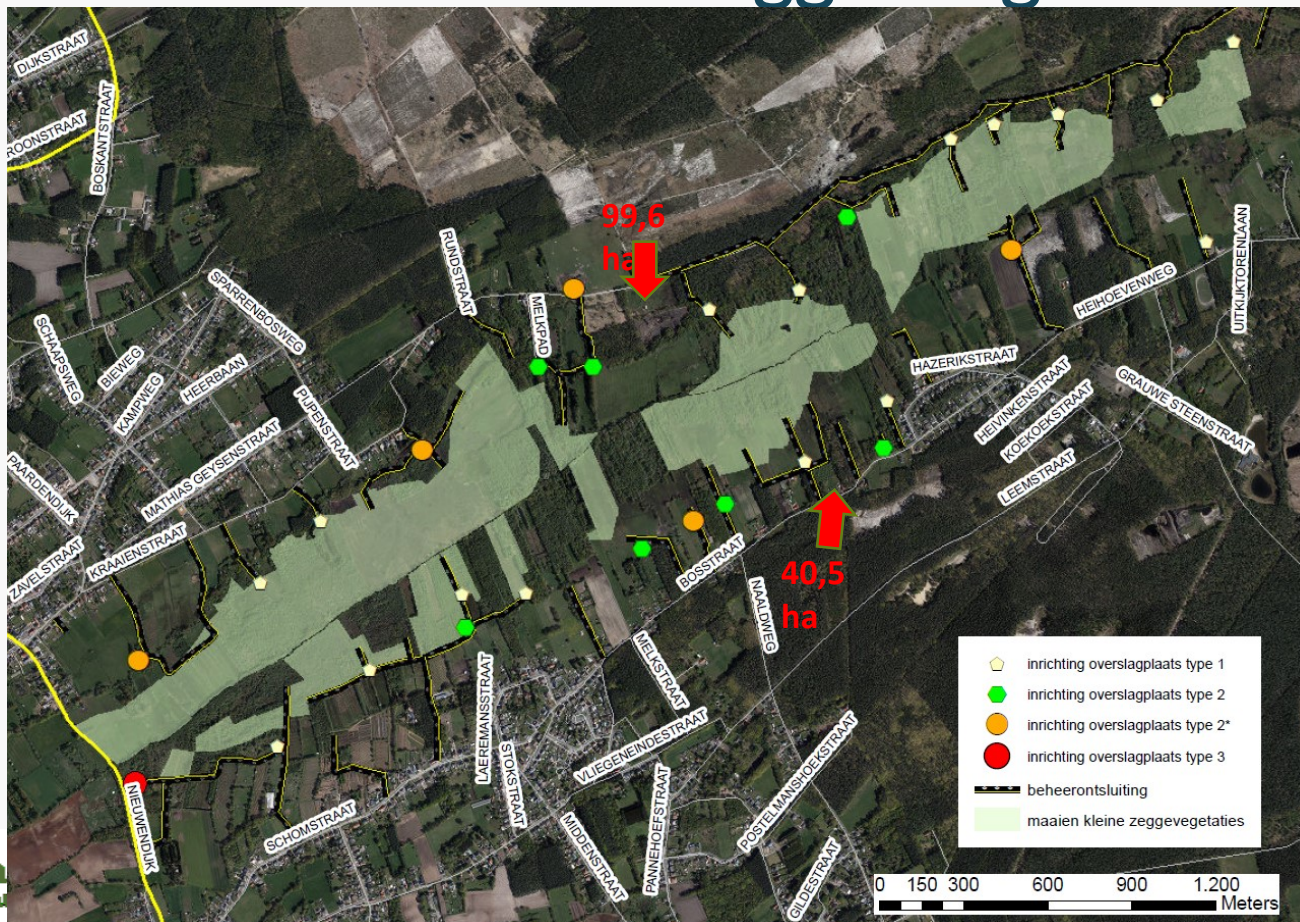 DIJKSTRAAT
ROONSTRAAT
BOSKANTSTRAAT
99,6
ha
RUNDSTRAAT
MELKPAD
SPARRENBOSWEG
SCHAAPSWEG
BIEWEG
KAMPWEG
HEERBAAN
PIJPENSTRAAT
MATHIAS GEYSENSTRAAT
PAARDENDIJK
ZAVELSTRAAT
KRAAIENSTRAAT
UITKIJKTORENLAAN
HEIHOEVENWEG
HAZERIKSTRAAT
HEIVINKENSTRAAT
KOEKOEKSTRAAT
GRAUWE STEENSTRAAT
LEEMSTRAAT
BOSSTRAAT
40,5
ha
NAALDWEG
MELKSTRAAT
LAEREMANSSTRAAT
STOKSTRAAT
VLIEGENEINDESTRAAT
MIDDENSTRAAT
PANNEHOEFSTRAAT
POSTELMANSHOEKSTRAAT
GILDESTRAAT
SCHOMSTRAAT
NIEUWENDIJK
inrichting overslagplaats type 1
inrichting overslagplaats type 2
inrichting overslagplaats type 2*
inrichting overslagplaats type 3
beheerontsluiting
maaien kleine zeggevegetaties
0 150 300 600 900 1.200
Meters